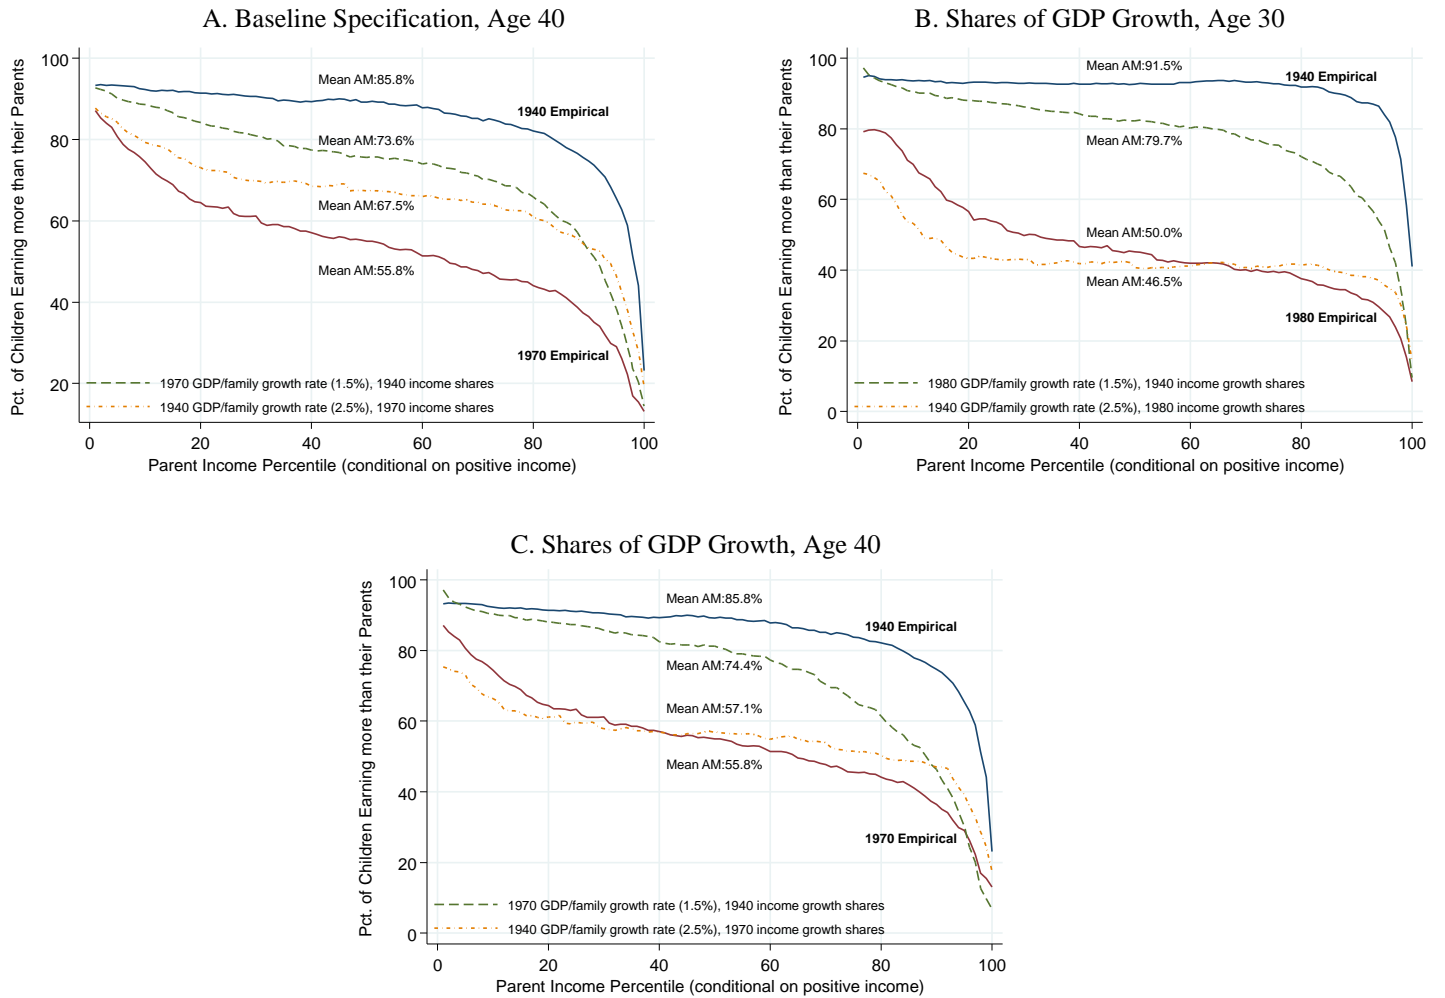 A. Baseline Specification, Age 40
Pct. of Children Earning more than their Parents
100
80
60
40
20
Mean AM:85.8%
1940 Empirical
Mean AM:73.6%
Mean AM:67.5%
Mean AM:55.8%
1970 Empirical
1970 GDP/family growth rate (1.5%), 1940 income shares
1940 GDP/family growth rate (2.5%), 1970 income shares
0 20 40 60 80 100
Parent Income Percentile (conditional on positive income)
B. Shares of GDP Growth, Age 30
Pct. of Children Earning more than their Parents
100
80
60
40
20
0
Mean AM:91.5%
1940 Empirical
Mean AM:79.7%
Mean AM:50.0%
Mean AM:46.5%
1980 Empirical
1980 GDP/family growth rate (1.5%), 1940 income growth shares
1940 GDP/family growth rate (2.5%), 1980 income growth shares
0 20 40 60 80 100
Parent Income Percentile (conditional on positive income)
C. Shares of GDP Growth, Age 40
Pct. of Children Earning more than their Parents
100
80
60
40
20
0
Mean AM:85.8%
1940 Empirical
Mean AM:74.4%
Mean AM:57.1%
Mean AM:55.8%
1970 Empirical
1970 GDP/family growth rate (1.5%), 1940 income growth shares
1940 GDP/family growth rate (2.5%), 1970 income growth shares
0 20 40 60 80 100
Parent Income Percentile (conditional on positive income)